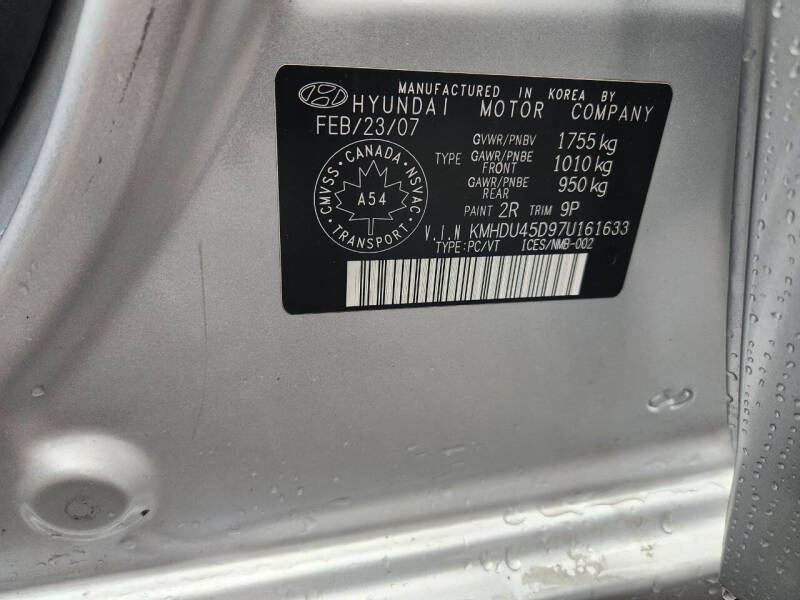 MANUFACTURED IN KOREA BY
HYUNDAI MOTOR COMPANY
FEB/23/07
GVWR/PNBV 1755 kg
TYPE GAWR/PNBE FRONT 1010 kg
GAWR/PNBE REAR 950 kg
PAINT 2R TRIM 9P
CMVSS · CANADA · NSVAC · TRANSPORT ·
A54
V.I.N KMHDU45D97U161633
TYPE:PC/VT ICES/NMB-002